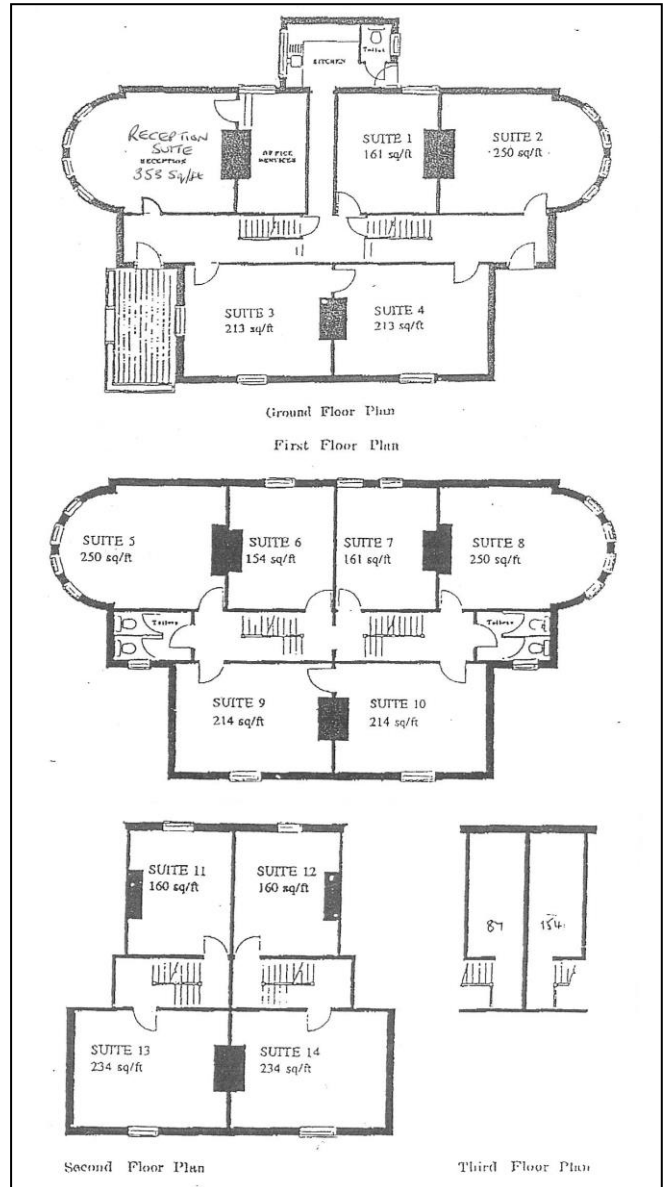 Toilet
KITCHEN
RECEPTION
SUITE
RECEPTION
353 Sq/ft
OFFICE
SERVICES
SUITE 1
161 sq/ft
SUITE 2
250 sq/ft
SUITE 3
213 sq/ft
SUITE 4
213 sq/ft
Ground Floor Plan
First Floor Plan
SUITE 5
250 sq/ft
SUITE 6
154 sq/ft
SUITE 7
161 sq/ft
SUITE 8
250 sq/ft
Toilets
Toilets
SUITE 9
214 sq/ft
SUITE 10
214 sq/ft
SUITE 11
160 sq/ft
SUITE 12
160 sq/ft
87
154
SUITE 13
234 sq/ft
SUITE 14
234 sq/ft
Second Floor Plan
Third Floor Plan